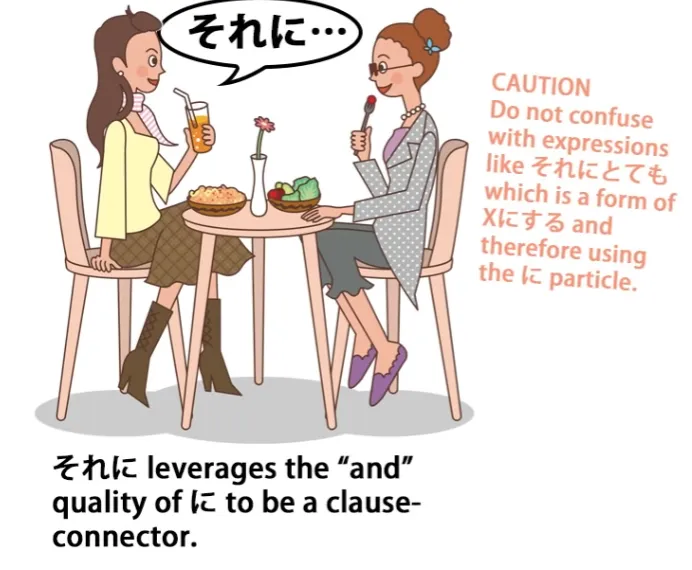 それに…
CAUTION
Do not confuse
with expressions
like それにとても
which is a form of
Xにする and
therefore using
the に particle.
それに leverages the “and”
quality of に to be a clause-
connector.